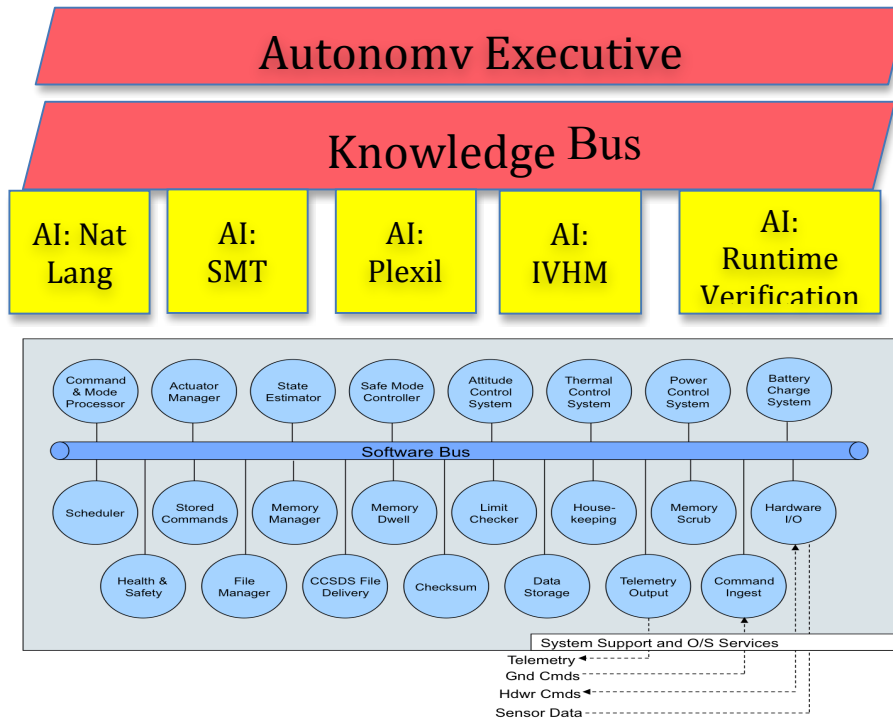 Autonomv Executive
Knowledge Bus
AI: Nat
Lang
AI:
SMT
AI:
Plexil
AI:
IVHM
AI:
Runtime
Verification
Command
& Mode
Processor
Actuator
Manager
State
Estimator
Safe Mode
Controller
Attitude
Control
System
Thermal
Control
System
Power
Control
System
Battery
Charge
System
Software Bus
Scheduler
Stored
Commands
Memory
Manager
Memory
Dwell
Limit
Checker
House-
keeping
Memory
Scrub
Hardware
I/O
Health &
Safety
File
Manager
CCSDS File
Delivery
Checksum
Data
Storage
Telemetry
Output
Command
Ingest
System Support and O/S Services
Telemetry
Gnd Cmds
Hdwr Cmds
Sensor Data